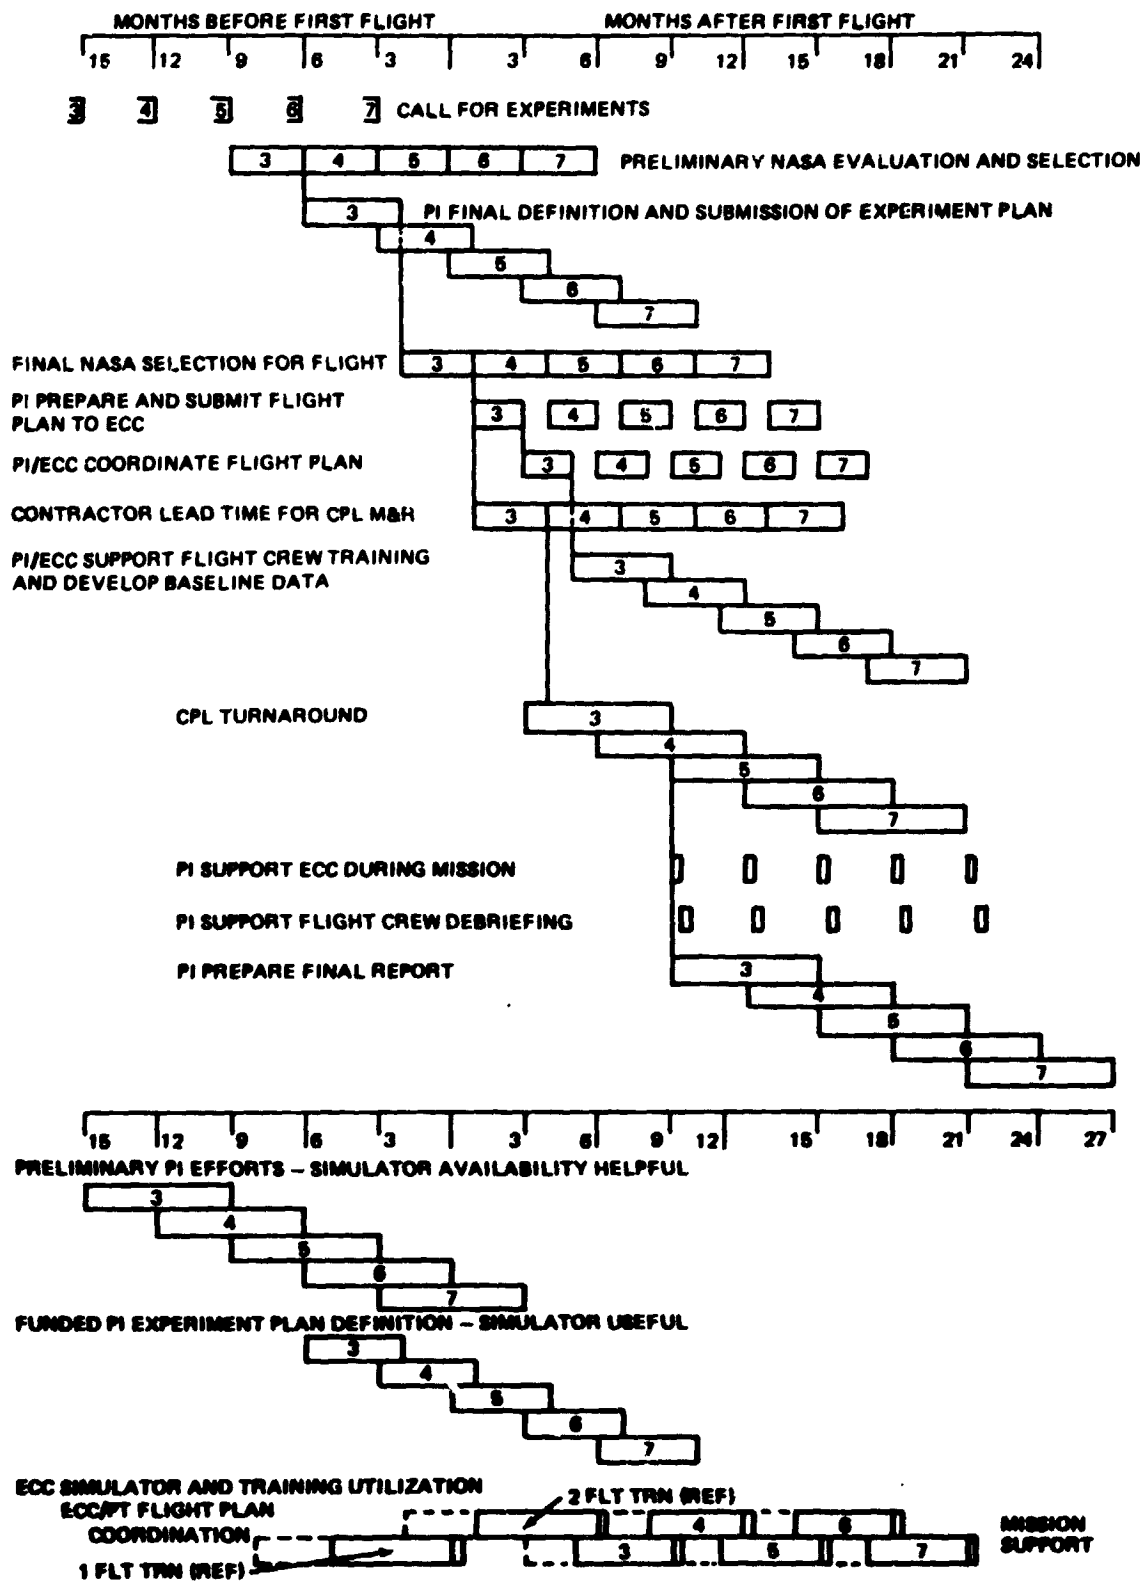 MONTHS BEFORE FIRST FLIGHT MONTHS AFTER FIRST FLIGHT
15 12 9 6 3 3 6 9 12 15 18 21 24
3 4 5 6 7 CALL FOR EXPERIMENTS
3 4 5 6 7 PRELIMINARY NASA EVALUATION AND SELECTION
3 PI FINAL DEFINITION AND SUBMISSION OF EXPERIMENT PLAN
4
5
6
7
FINAL NASA SELECTION FOR FLIGHT 3 4 5 6 7
PI PREPARE AND SUBMIT FLIGHT
PLAN TO ECC 3 4 5 6 7
PI/ECC COORDINATE FLIGHT PLAN 3 4 5 6 7
CONTRACTOR LEAD TIME FOR CPL M&R 3 4 5 6 7
PI/ECC SUPPORT FLIGHT CREW TRAINING
AND DEVELOP BASELINE DATA 3
4
5
6
7
CPL TURNAROUND 3
4
5
6
7
PI SUPPORT ECC DURING MISSION
PI SUPPORT FLIGHT CREW DEBRIEFING
PI PREPARE FINAL REPORT 3
4
5
6
7
15 12 9 6 3 3 6 9 12 15 18 21 24 27
PRELIMINARY PI EFFORTS – SIMULATOR AVAILABILITY HELPFUL
3
4
5
6
7
FUNDED PI EXPERIMENT PLAN DEFINITION – SIMULATOR USEFUL
3
4
5
6
7
ECC SIMULATOR AND TRAINING UTILIZATION
2 FLT TRN (REF)
ECC/PT FLIGHT PLAN
COORDINATION
4 6
MISSION
SUPPORT
3 5 7
1 FLT TRN (REF)